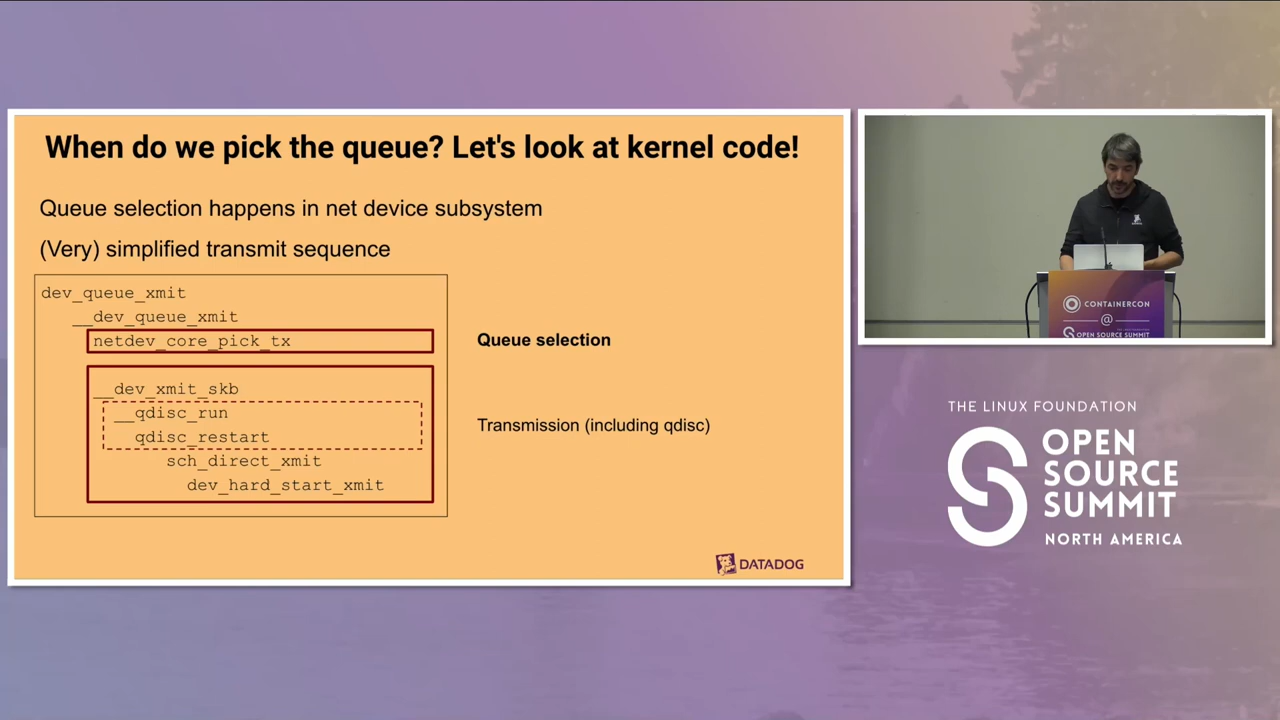 When do we pick the queue? Let's look at kernel code!
Queue selection happens in net device subsystem
(Very) simplified transmit sequence
dev_queue_xmit
__dev_queue_xmit
netdev_core_pick_tx
Queue selection
__dev_xmit_skb
__qdisc_run
qdisc_restart
Transmission (including qdisc)
sch_direct_xmit
dev_hard_start_xmit
DATADOG
CONTAINERCON
@
OPEN SOURCE SUMMIT
THE LINUX FOUNDATION
OPEN
SOURCE
SUMMIT
NORTH AMERICA